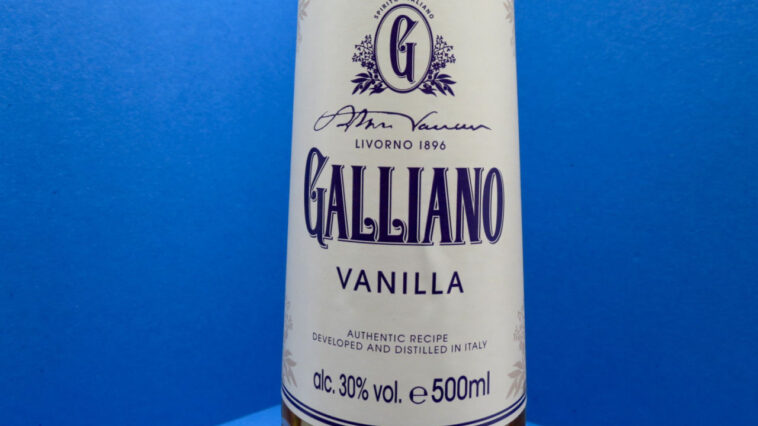 SPIRITO ITALIANO
G
LIVORNO 1896
GALLIANO
VANILLA
AUTHENTIC RECIPE
DEVELOPED AND DISTILLED IN ITALY
alc. 30% vol. ℮ 500ml